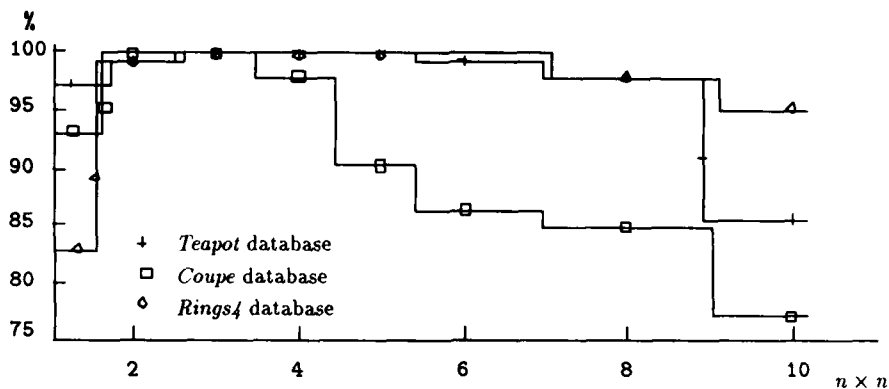 %
100
95
90
85
80
75
+ Teapot database
□ Coupe database
◊ Rings4 database
2 4 6 8 10
n × n